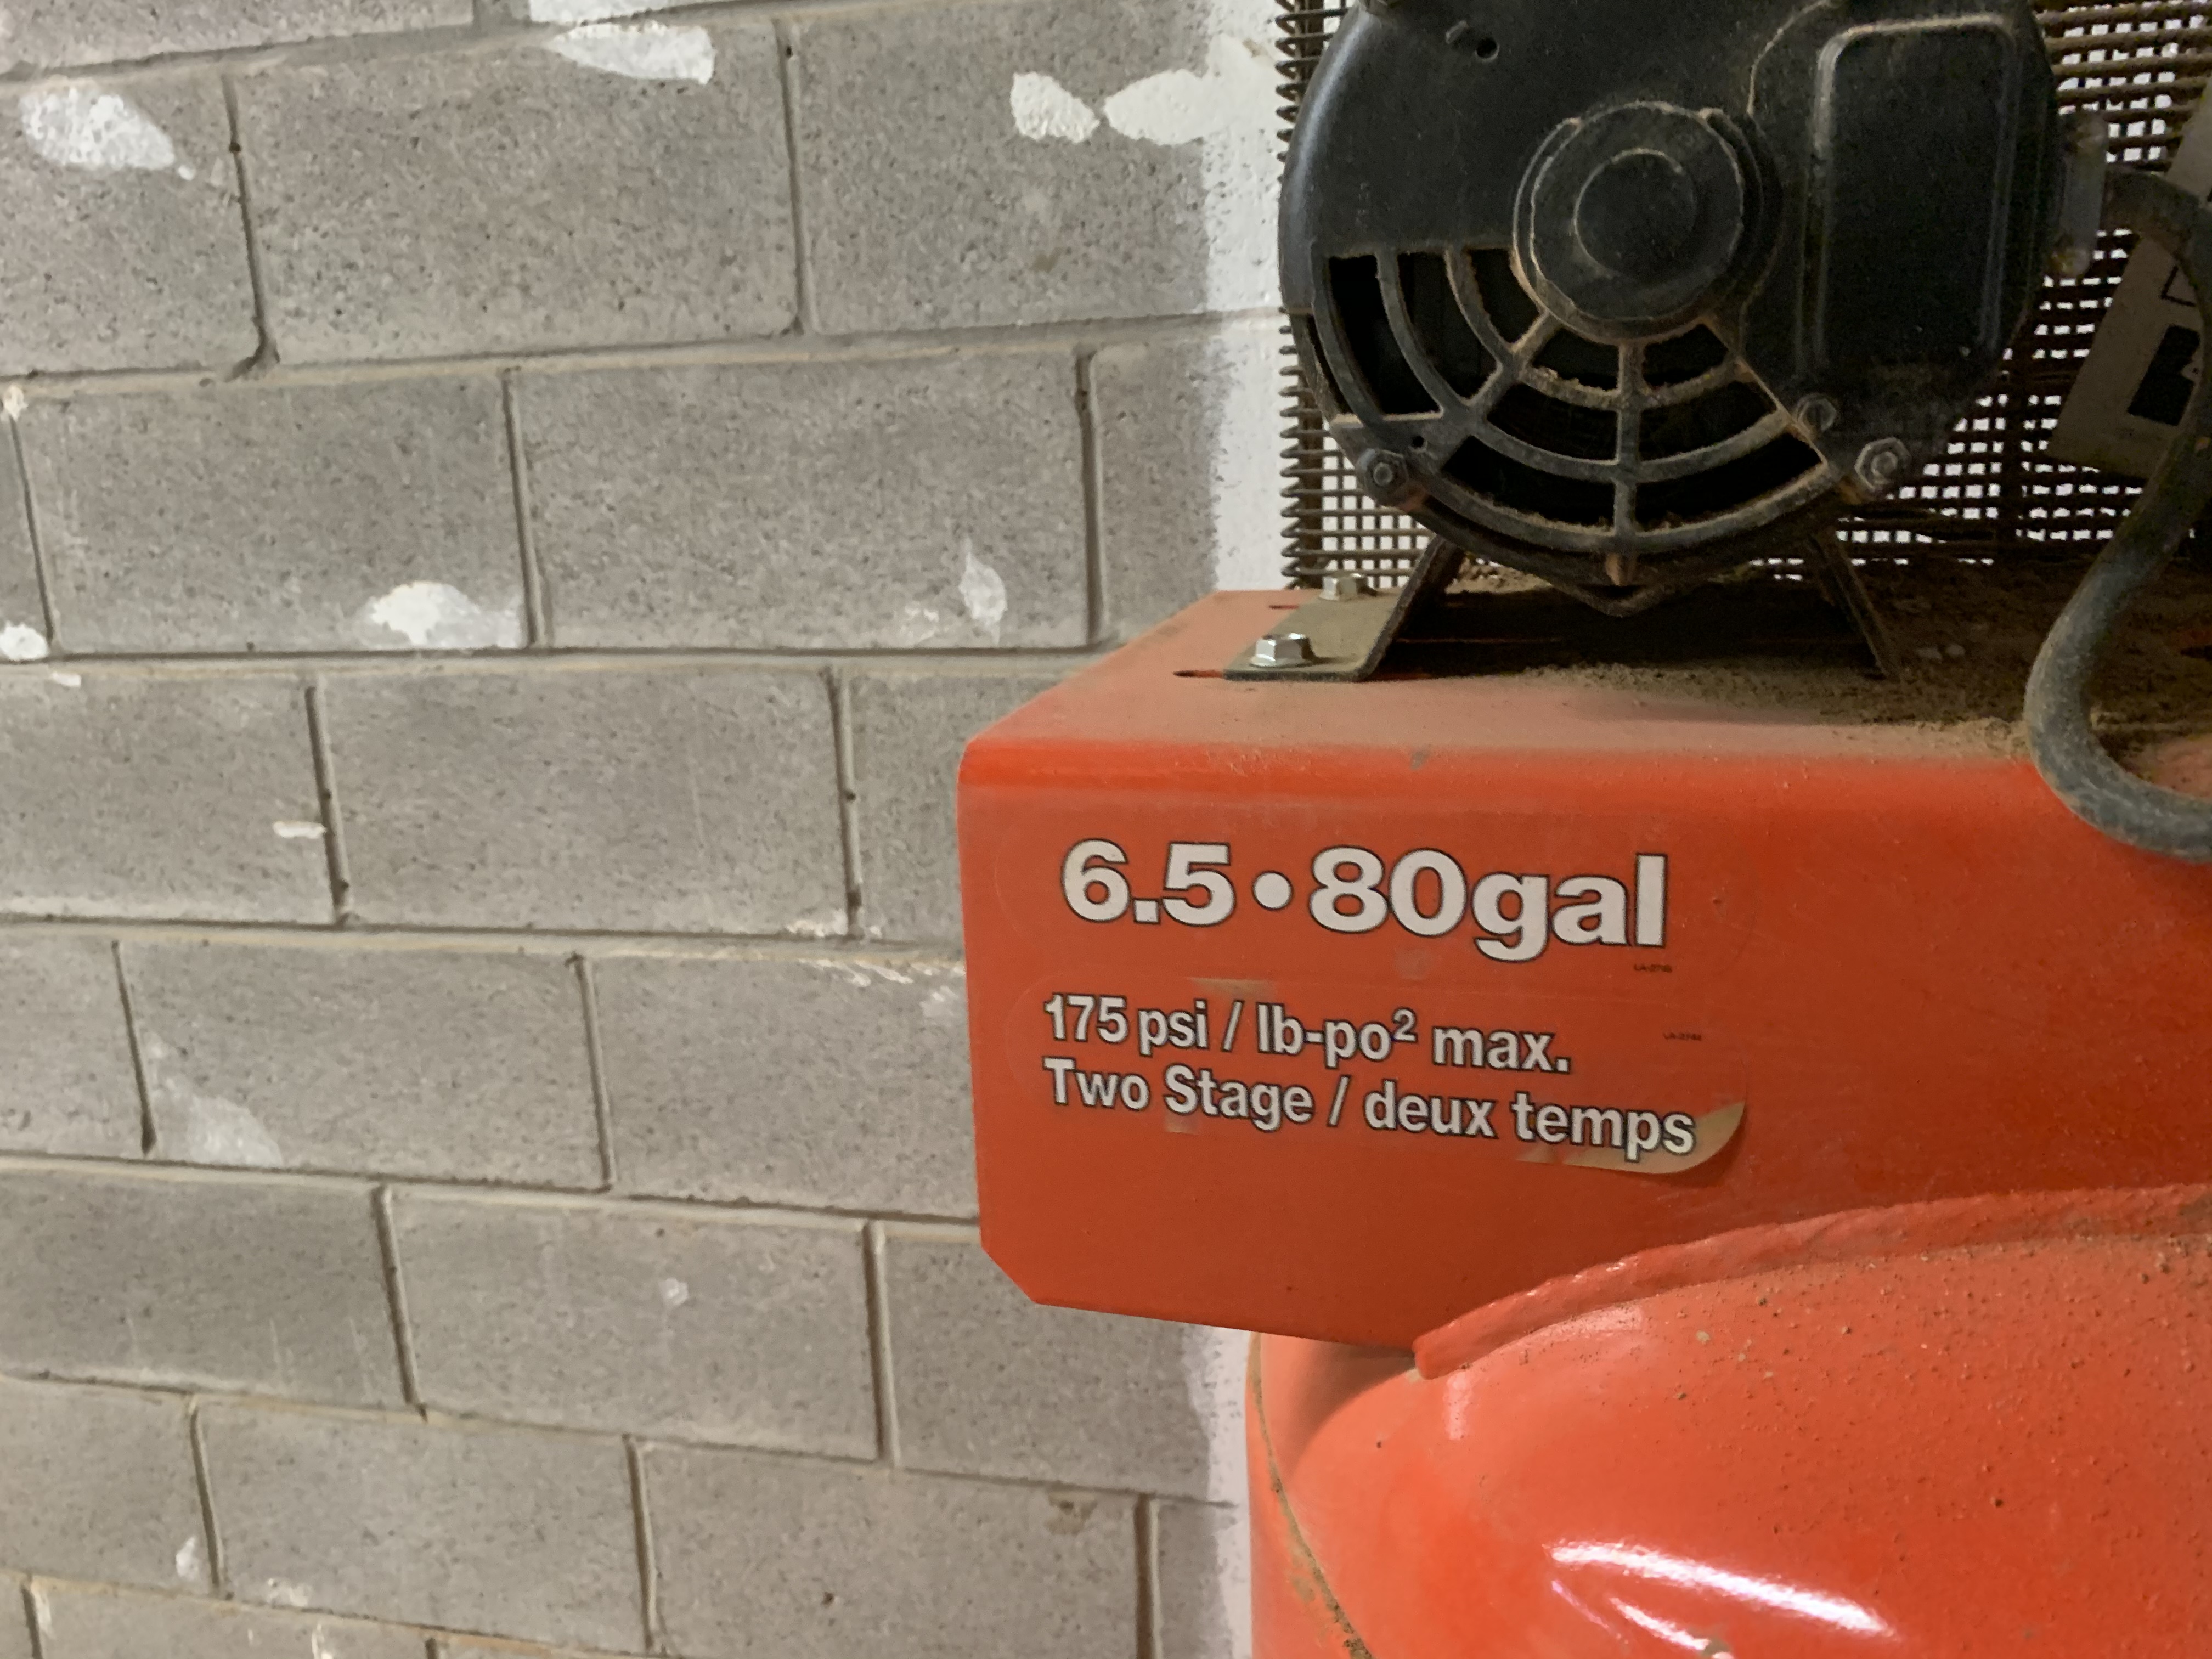 6.5•80gal
175 psi / lb-po² max.
Two Stage / deux temps